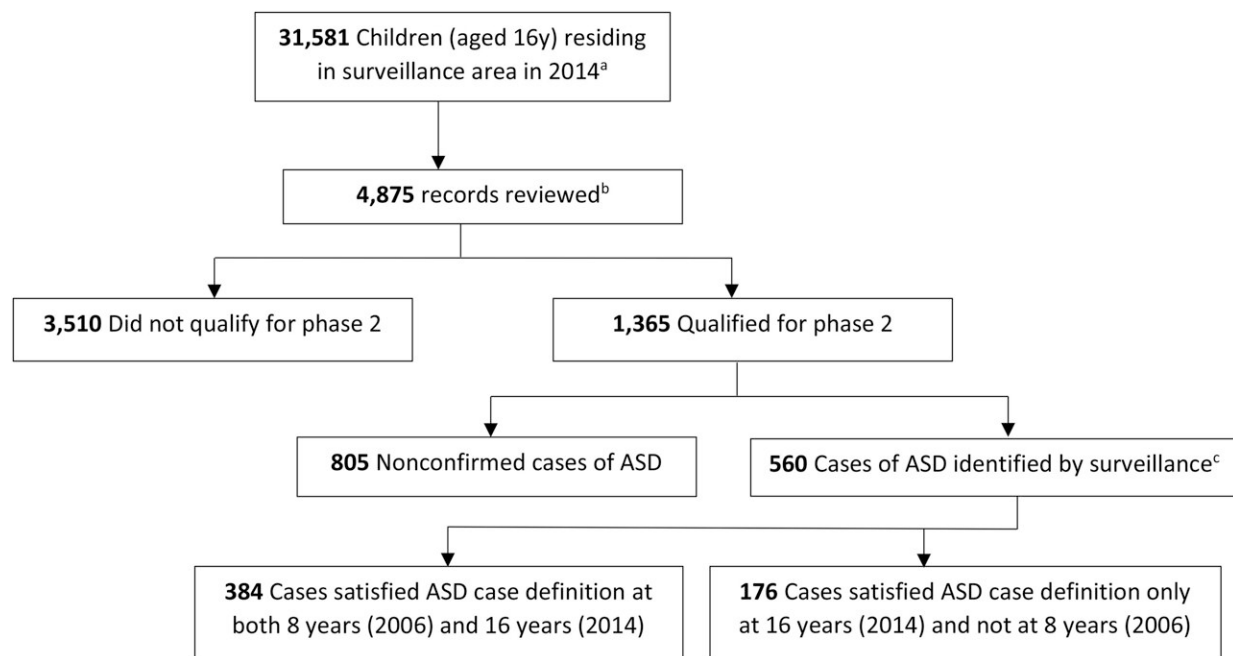 31,581 Children (aged 16y) residing
in surveillance area in 2014ᵃ
4,875 records reviewedᵇ
3,510 Did not qualify for phase 2
1,365 Qualified for phase 2
805 Nonconfirmed cases of ASD
560 Cases of ASD identified by surveillanceᶜ
384 Cases satisfied ASD case definition at
both 8 years (2006) and 16 years (2014)
176 Cases satisfied ASD case definition only
at 16 years (2014) and not at 8 years (2006)